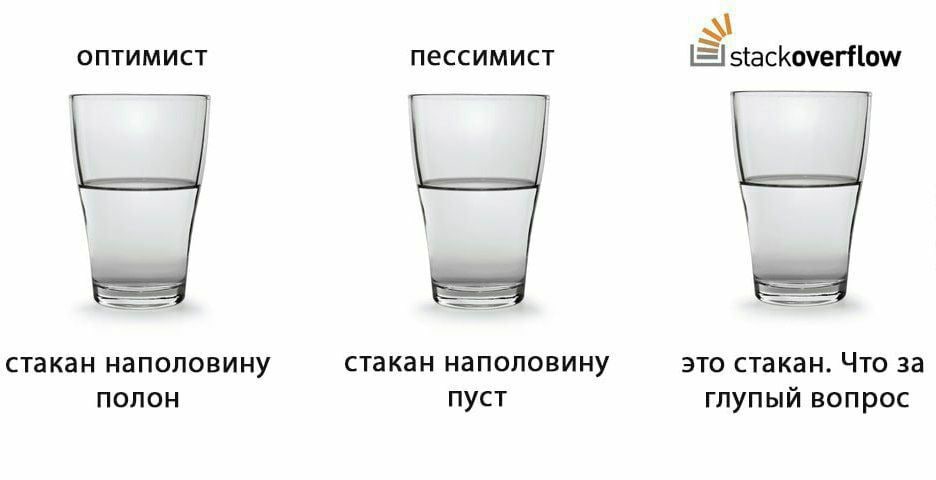 оптимист
стакан наполовину
полон
пессимист
стакан наполовину
пуст
stackoverflow
это стакан. Что за
глупый вопрос